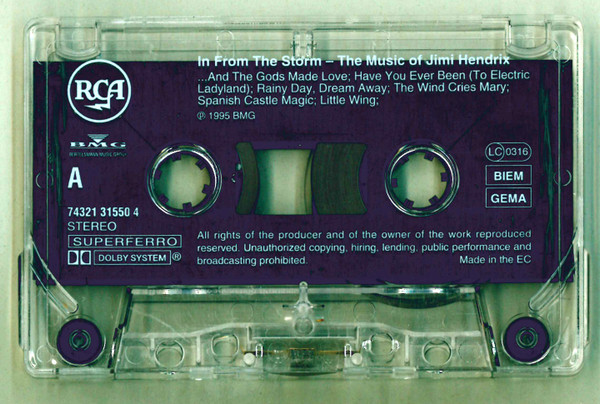 In From The Storm – The Music of Jimi Hendrix
...And The Gods Made Love; Have You Ever Been (To Electric
Ladyland); Rainy Day, Dream Away; The Wind Cries Mary;
Spanish Castle Magic; Little Wing;
℗ 1995 BMG
RCA
BMG
BERTELSMANN MUSIC GROUP
A
LC 0316
BIEM
GEMA
74321 31550 4
STEREO
SUPERFERRO
DOLBY SYSTEM ®
All rights of the producer and of the owner of the work reproduced
reserved. Unauthorized copying, hiring, lending, public performance and
broadcasting prohibited. Made in the EC